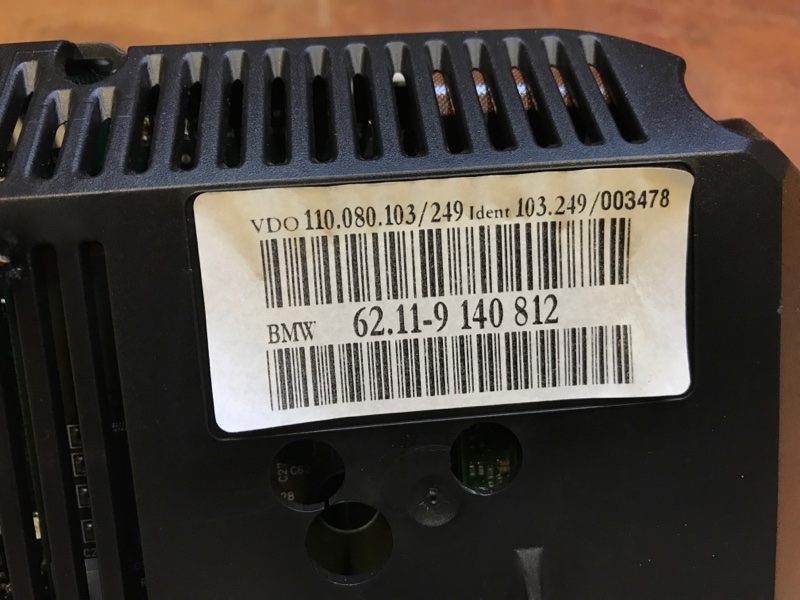 VDO 110.080.103/249 Ident 103.249/003478
BMW 62.11-9 140 812